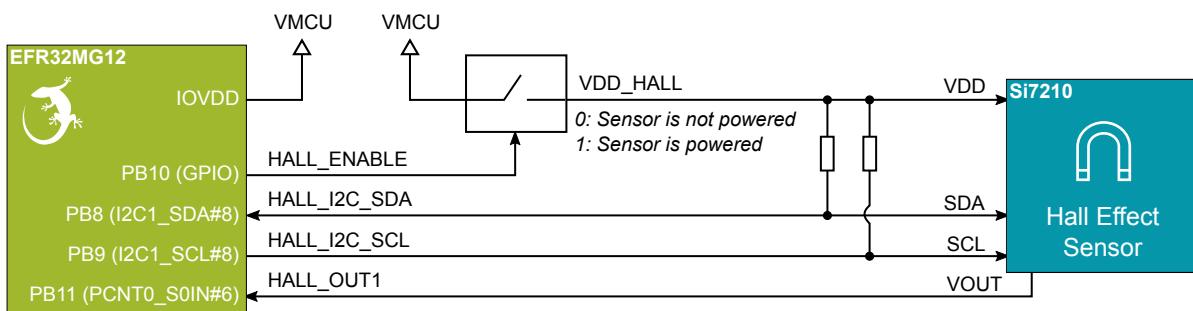 VMCU
VMCU
EFR32MG12
IOVDD
VDD_HALL
VDD
Si7210
0: Sensor is not powered
1: Sensor is powered
HALL_ENABLE
PB10 (GPIO)
HALL_I2C_SDA
PB8 (I2C1_SDA#8)
SDA
Hall Effect
Sensor
HALL_I2C_SCL
PB9 (I2C1_SCL#8)
SCL
HALL_OUT1
PB11 (PCNT0_S0IN#6)
VOUT